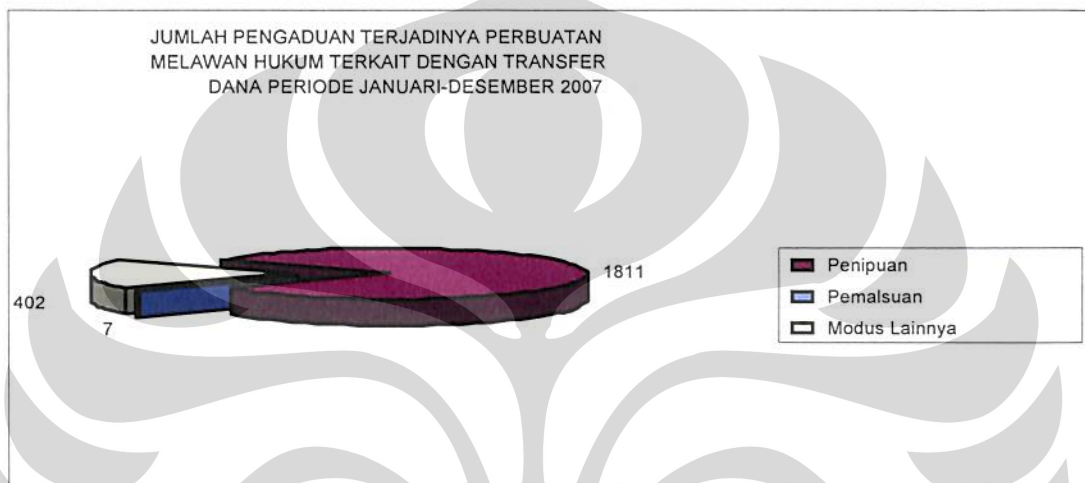 JUMLAH PENGADUAN TERJADINYA PERBUATAN
MELAWAN HUKUM TERKAIT DENGAN TRANSFER
DANA PERIODE JANUARI-DESEMBER 2007
1811
402
7
Penipuan
Pemalsuan
Modus Lainnya